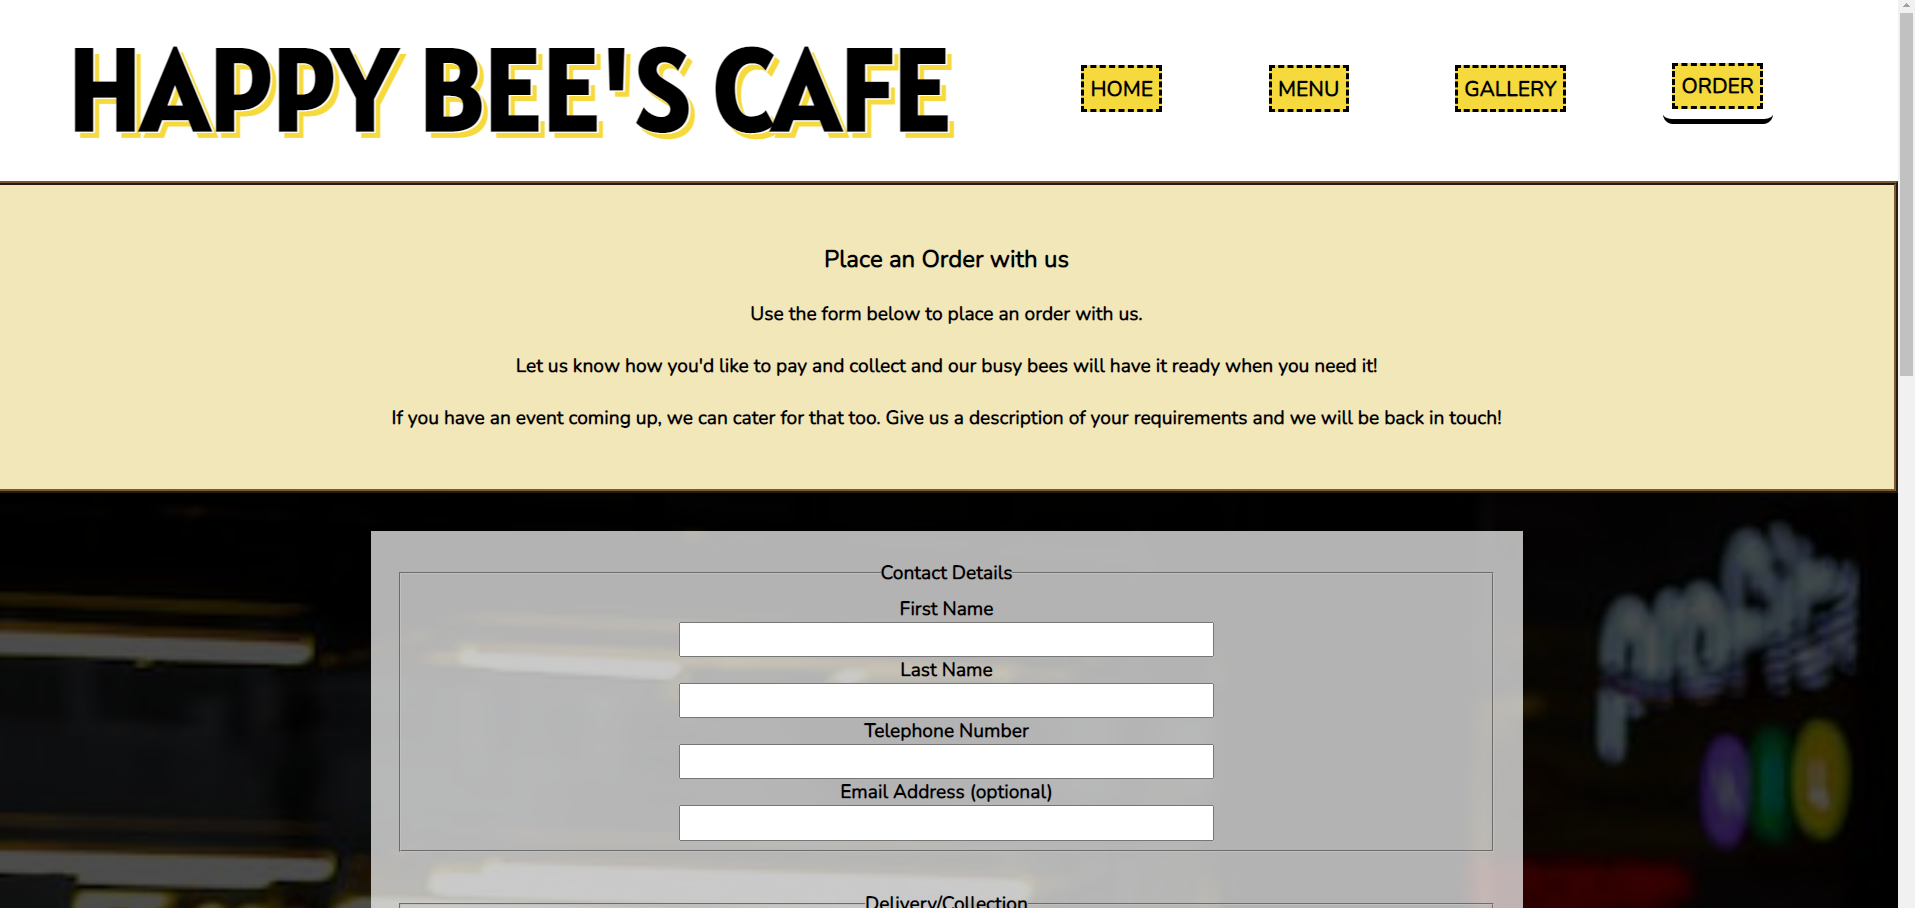 HAPPY BEE'S CAFE
HOME
MENU
GALLERY
ORDER
Place an Order with us
Use the form below to place an order with us.
Let us know how you'd like to pay and collect and our busy bees will have it ready when you need it!
If you have an event coming up, we can cater for that too. Give us a description of your requirements and we will be back in touch!
Contact Details
First Name
Last Name
Telephone Number
Email Address (optional)
Delivery/Collection